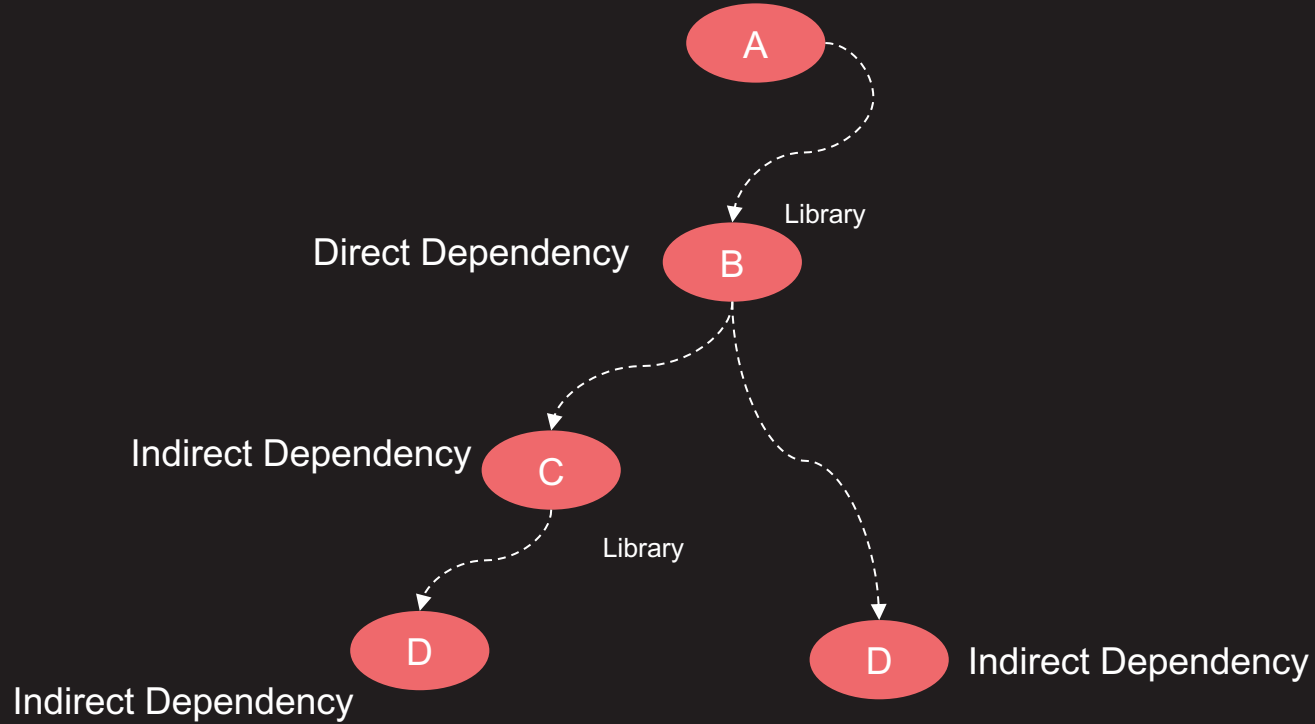 A
Library
Direct Dependency
B
Indirect Dependency
C
Library
D
Indirect Dependency
D
Indirect Dependency